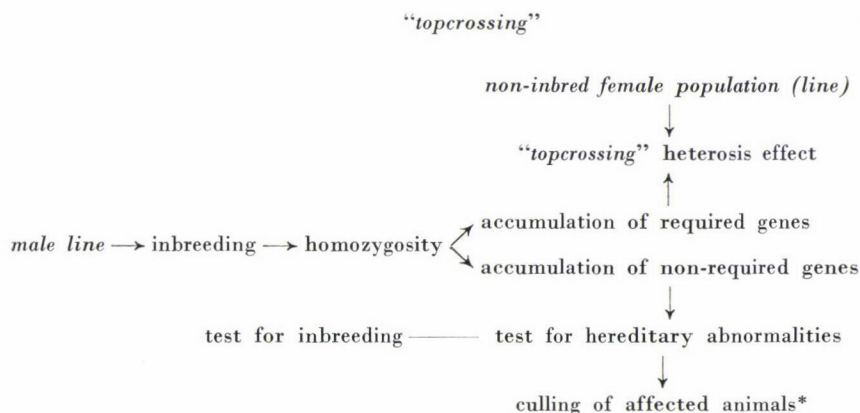 “topcrossing”
non-inbred female population (line)
“topcrossing” heterosis effect
accumulation of required genes
male line → inbreeding → homozygosity
accumulation of non-required genes
test for inbreeding —— test for hereditary abnormalities
culling of affected animals*